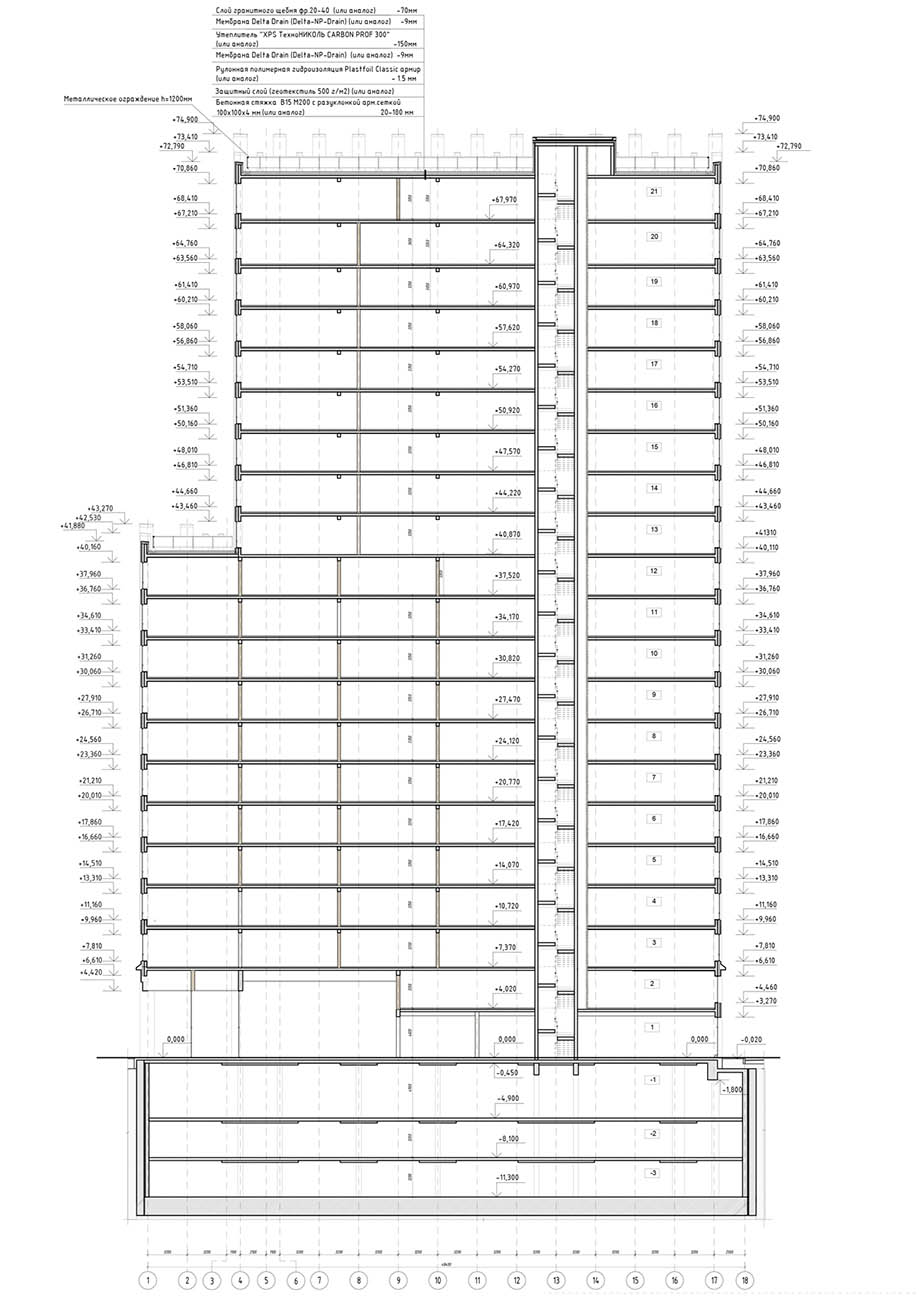 Слой гранитного щебня фр.20-40 (или аналог) -70мм
Мембрана Delta Drain (Delta-NP-Drain) (или аналог) -9мм
Утеплитель "XPS ТехноНИКОЛЬ CARBON PROF 300"
(или аналог) -150мм
Мембрана Delta Drain (Delta-NP-Drain) (или аналог) -9мм
Рулонная полимерная гидроизоляция Plastfoil Classic армир
(или аналог) - 1.5 мм
Защитный слой (геотекстиль 500 г/м2) (или аналог)
Бетонная стяжка В15 М200 с разуклонкой арм.сеткой
100х100х4 мм (или аналог) 20-180 мм
Металлическое ограждение h=1200мм
+74,900 +74,900
+73,410 +73,410
+72,790 +72,790
+70,860 +70,860
21
+68,410 +67,970 +68,410
+67,210 +67,210
20
+64,760 +64,320 +64,760
+63,560 +63,560
19
+61,410 +60,970 +61,410
+60,210 +60,210
18
+58,060 +57,620 +58,060
+56,860 +56,860
17
+54,710 +54,270 +54,710
+53,510 +53,510
16
+51,360 +50,920 +51,360
+50,160 +50,160
15
+48,010 +47,570 +48,010
+46,810 +46,810
14
+44,660 +44,220 +44,660
+43,460 +43,460
+43,270
+42,530
+41,880
13
+40,870 +41310
+40,160 +40,110
12
+37,960 +37,520 +37,960
+36,760 +36,760
11
+34,610 +34,170 +34,610
+33,410 +33,410
10
+31,260 +30,820 +31,260
+30,060 +30,060
9
+27,910 +27,470 +27,910
+26,710 +26,710
8
+24,560 +24,120 +24,560
+23,360 +23,360
7
+21,210 +20,770 +21,210
+20,010 +20,010
6
+17,860 +17,420 +17,860
+16,660 +16,660
5
+14,510 +14,070 +14,510
+13,310 +13,310
4
+11,160 +10,720 +11,160
+9,960 +9,960
3
+7,810 +7,370 +7,810
+6,610 +6,610
+4,420
2
+4,020 +4,460
+3,270
1
0,000 0,000 0,000 -0,020
-0,450
-1
-1,800
-4,900
-2
-8,100
-3
-11,300
1 2 3 4 5 6 7 8 9 10 11 12 13 14 15 16 17 18